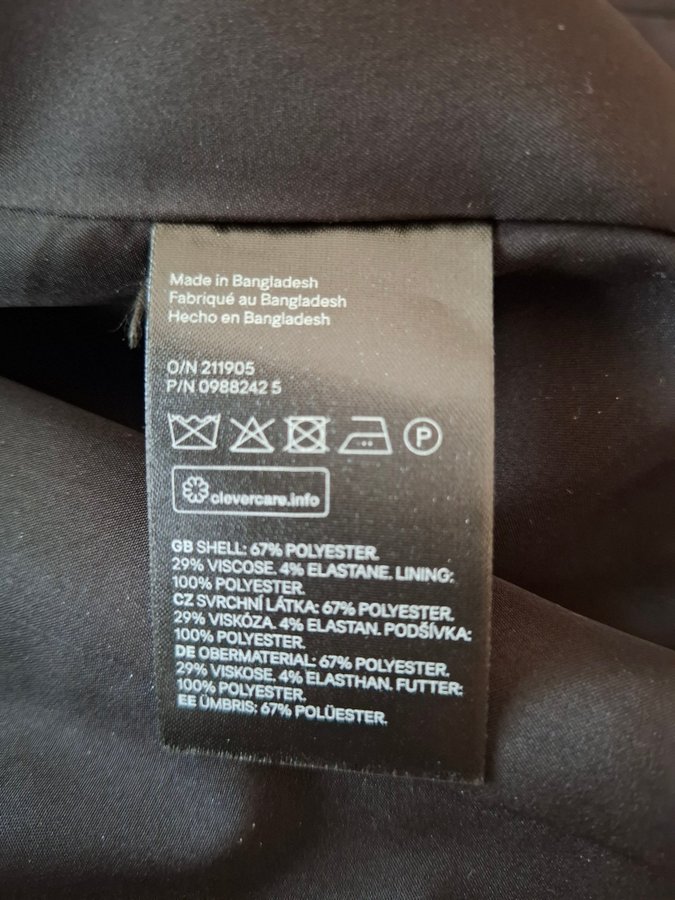 Made in Bangladesh
Fabriqué au Bangladesh
Hecho en Bangladesh
O/N 211905
P/N 0988242 5
P
clevercare.info
GB SHELL: 67% POLYESTER.
29% VISCOSE. 4% ELASTANE. LINING:
100% POLYESTER.
CZ SVRCHNÍ LÁTKA: 67% POLYESTER.
29% VISKÓZA. 4% ELASTAN. PODŠÍVKA:
100% POLYESTER.
DE OBERMATERIAL: 67% POLYESTER.
29% VISKOSE. 4% ELASTHAN. FUTTER:
100% POLYESTER.
EE ÜMBRIS: 67% POLÜESTER.